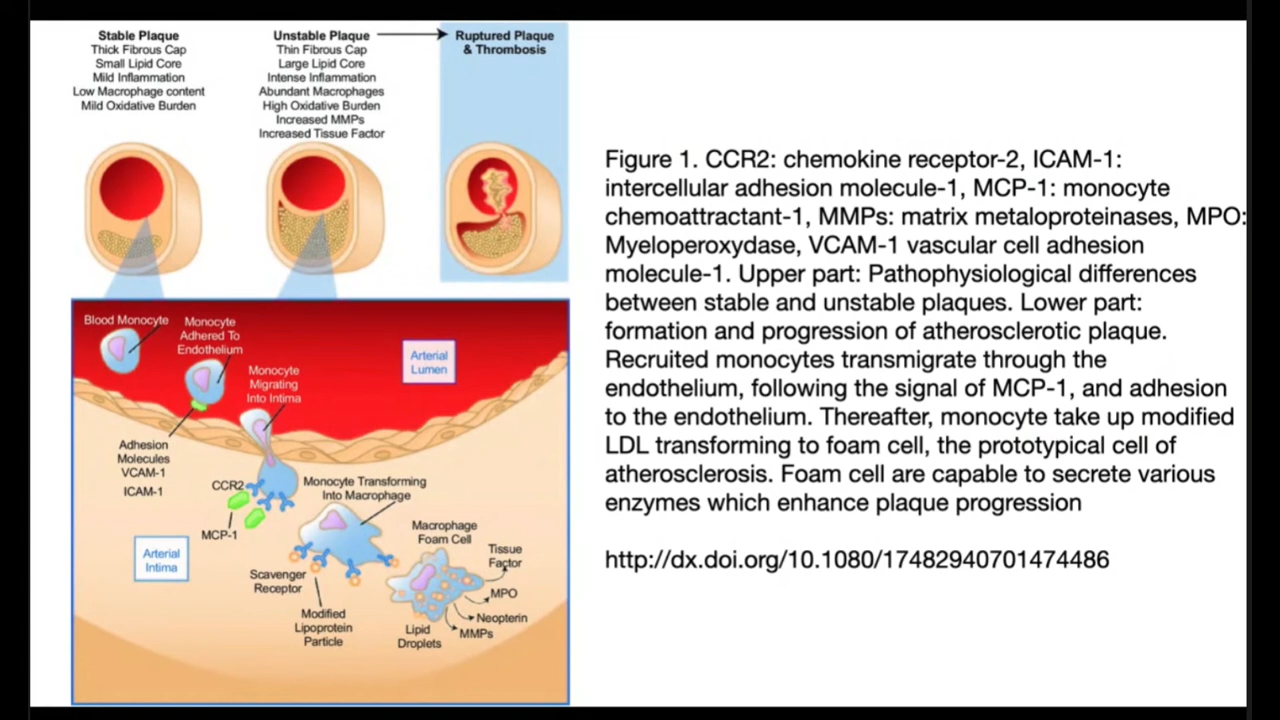 Stable Plaque
Thick Fibrous Cap
Small Lipid Core
Mild Inflammation
Low Macrophage content
Mild Oxidative Burden
Unstable Plaque
Thin Fibrous Cap
Large Lipid Core
Intense Inflammation
Abundant Macrophages
High Oxidative Burden
Increased MMPs
Increased Tissue Factor
Ruptured Plaque
& Thrombosis
Blood Monocyte
Monocyte
Adhered To
Endothelium
Monocyte
Migrating
Into Intima
Arterial
Lumen
Adhesion
Molecules
VCAM-1
ICAM-1
CCR2
MCP-1
Monocyte Transforming
Into Macrophage
Macrophage
Foam Cell
Tissue
Factor
Arterial
Intima
Scavenger
Receptor
MPO
Modified
Lipoprotein
Particle
Neopterin
Lipid
Droplets
MMPs
Figure 1. CCR2: chemokine receptor-2, ICAM-1:
intercellular adhesion molecule-1, MCP-1: monocyte
chemoattractant-1, MMPs: matrix metaloproteinases, MPO:
Myeloperoxydase, VCAM-1 vascular cell adhesion
molecule-1. Upper part: Pathophysiological differences
between stable and unstable plaques. Lower part:
formation and progression of atherosclerotic plaque.
Recruited monocytes transmigrate through the
endothelium, following the signal of MCP-1, and adhesion
to the endothelium. Thereafter, monocyte take up modified
LDL transforming to foam cell, the prototypical cell of
atherosclerosis. Foam cell are capable to secrete various
enzymes which enhance plaque progression
http://dx.doi.org/10.1080/17482940701474486